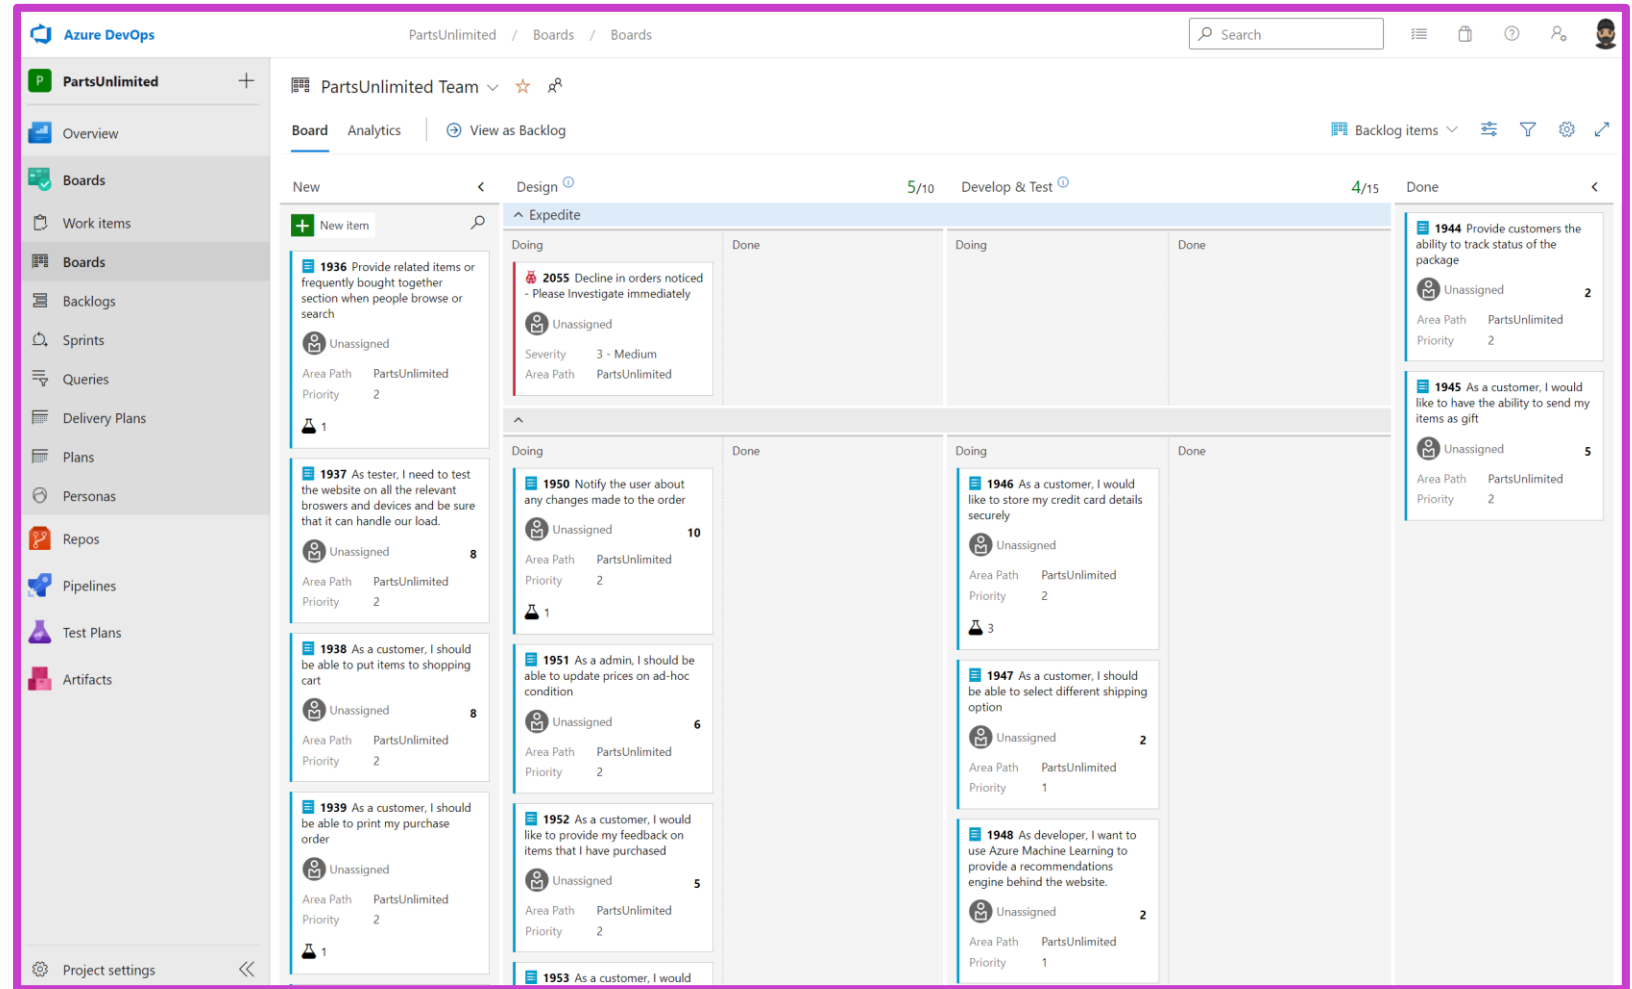 Azure DevOps
PartsUnlimited / Boards / Boards
Search
P PartsUnlimited
Overview
Boards
Work items
Boards
Backlogs
Sprints
Queries
Delivery Plans
Plans
Personas
Repos
Pipelines
Test Plans
Artifacts
Project settings
PartsUnlimited Team
Board Analytics View as Backlog
Backlog items
New
New item
1936 Provide related items or
frequently bought together
section when people browse or
search
Unassigned
Area Path PartsUnlimited
Priority 2
1
1937 As tester, I need to test
the website on all the relevant
broswers and devices and be sure
that it can handle our load.
Unassigned 8
Area Path PartsUnlimited
Priority 2
1938 As a customer, I should
be able to put items to shopping
cart
Unassigned 8
Area Path PartsUnlimited
Priority 2
1939 As a customer, I should
be able to print my purchase
order
Unassigned
Area Path PartsUnlimited
Priority 2
1
Design 5/10
Develop & Test 4/15
Expedite
Doing Done Doing Done
2055 Decline in orders noticed
- Please Investigate immediately
Unassigned
Severity 3 - Medium
Area Path PartsUnlimited
Doing Done Doing Done
1950 Notify the user about
any changes made to the order
Unassigned 10
Area Path PartsUnlimited
Priority 2
1
1951 As a admin, I should be
able to update prices on ad-hoc
condition
Unassigned 6
Area Path PartsUnlimited
Priority 2
1952 As a customer, I would
like to provide my feedback on
items that I have purchased
Unassigned 5
Area Path PartsUnlimited
Priority 2
1953 As a customer, I would
1946 As a customer, I would
like to store my credit card details
securely
Unassigned
Area Path PartsUnlimited
Priority 2
3
1947 As a customer, I should
be able to select different shipping
option
Unassigned 2
Area Path PartsUnlimited
Priority 1
1948 As developer, I want to
use Azure Machine Learning to
provide a recommendations
engine behind the website.
Unassigned 2
Area Path PartsUnlimited
Priority 1
Done
1944 Provide customers the
ability to track status of the
package
Unassigned 2
Area Path PartsUnlimited
Priority 2
1945 As a customer, I would
like to have the ability to send my
items as gift
Unassigned 5
Area Path PartsUnlimited
Priority 2